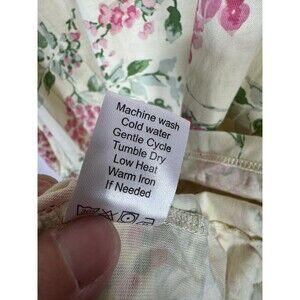 Machine wash
Cold water
Gentle Cycle
Tumble Dry
Low Heat
Warm Iron
If Needed